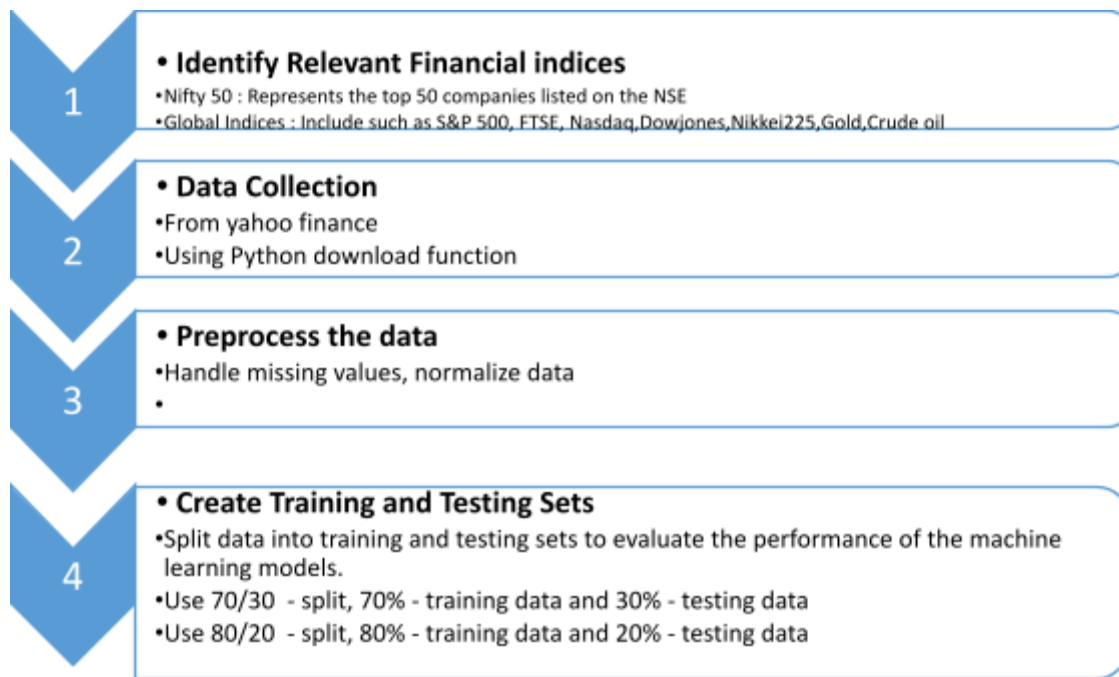 1
• Identify Relevant Financial indices
•Nifty 50 : Represents the top 50 companies listed on the NSE
•Global Indices : Include such as S&P 500, FTSE, Nasdaq,Dowjones,Nikkei225,Gold,Crude oil
2
• Data Collection
•From yahoo finance
•Using Python download function
3
• Preprocess the data
•Handle missing values, normalize data
•
4
• Create Training and Testing Sets
•Split data into training and testing sets to evaluate the performance of the machine
learning models.
•Use 70/30  - split, 70% - training data and 30% - testing data
•Use 80/20  - split, 80% - training data and 20% - testing data